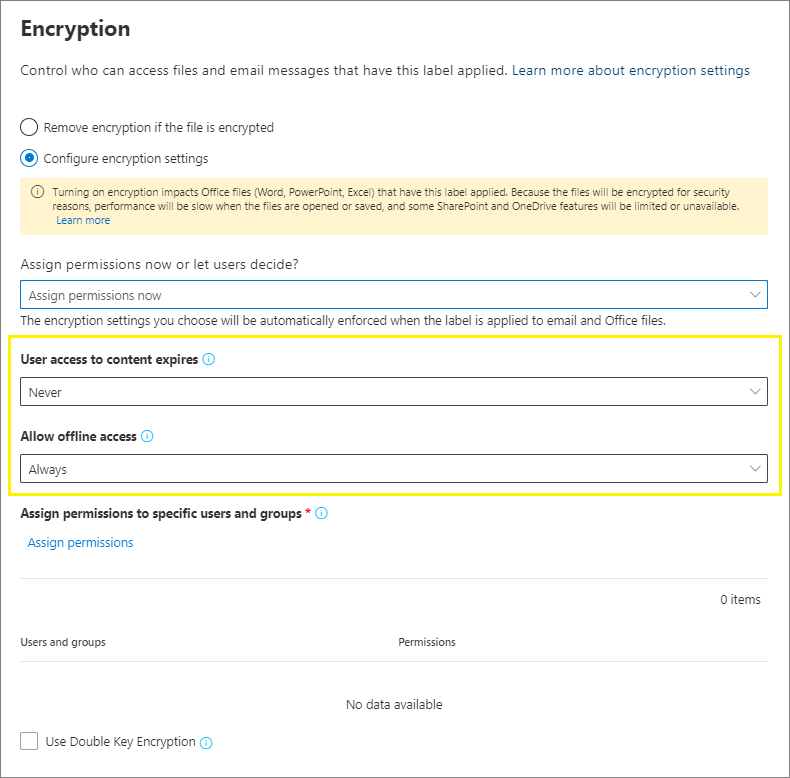 Encryption
Control who can access files and email messages that have this label applied. Learn more about encryption settings
Remove encryption if the file is encrypted
Configure encryption settings
Turning on encryption impacts Office files (Word, PowerPoint, Excel) that have this label applied. Because the files will be encrypted for security
reasons, performance will be slow when the files are opened or saved, and some SharePoint and OneDrive features will be limited or unavailable.
Learn more
Assign permissions now or let users decide?
Assign permissions now
The encryption settings you choose will be automatically enforced when the label is applied to email and Office files.
User access to content expires
Never
Allow offline access
Always
Assign permissions to specific users and groups *
Assign permissions
0 items
Users and groups Permissions
No data available
Use Double Key Encryption